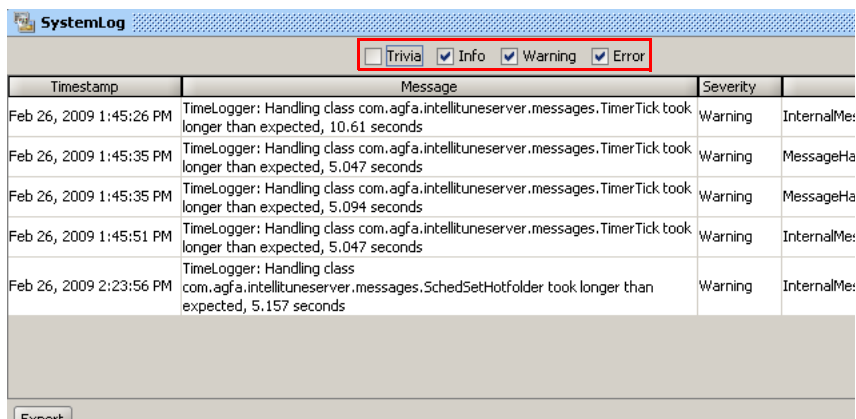 SystemLog
Trivia Info Warning Error
Timestamp Message Severity
Feb 26, 2009 1:45:26 PM TimeLogger: Handling class com.agfa.intellituneserver.messages.TimerTick took longer than expected, 10.61 seconds Warning InternalMes
Feb 26, 2009 1:45:35 PM TimeLogger: Handling class com.agfa.intellituneserver.messages.TimerTick took longer than expected, 5.047 seconds Warning MessageHa
Feb 26, 2009 1:45:35 PM TimeLogger: Handling class com.agfa.intellituneserver.messages.TimerTick took longer than expected, 5.094 seconds Warning MessageHa
Feb 26, 2009 1:45:51 PM TimeLogger: Handling class com.agfa.intellituneserver.messages.TimerTick took longer than expected, 5.047 seconds Warning InternalMes
Feb 26, 2009 2:23:56 PM TimeLogger: Handling class com.agfa.intellituneserver.messages.SchedSetHotfolder took longer than expected, 5.157 seconds Warning InternalMes
Export